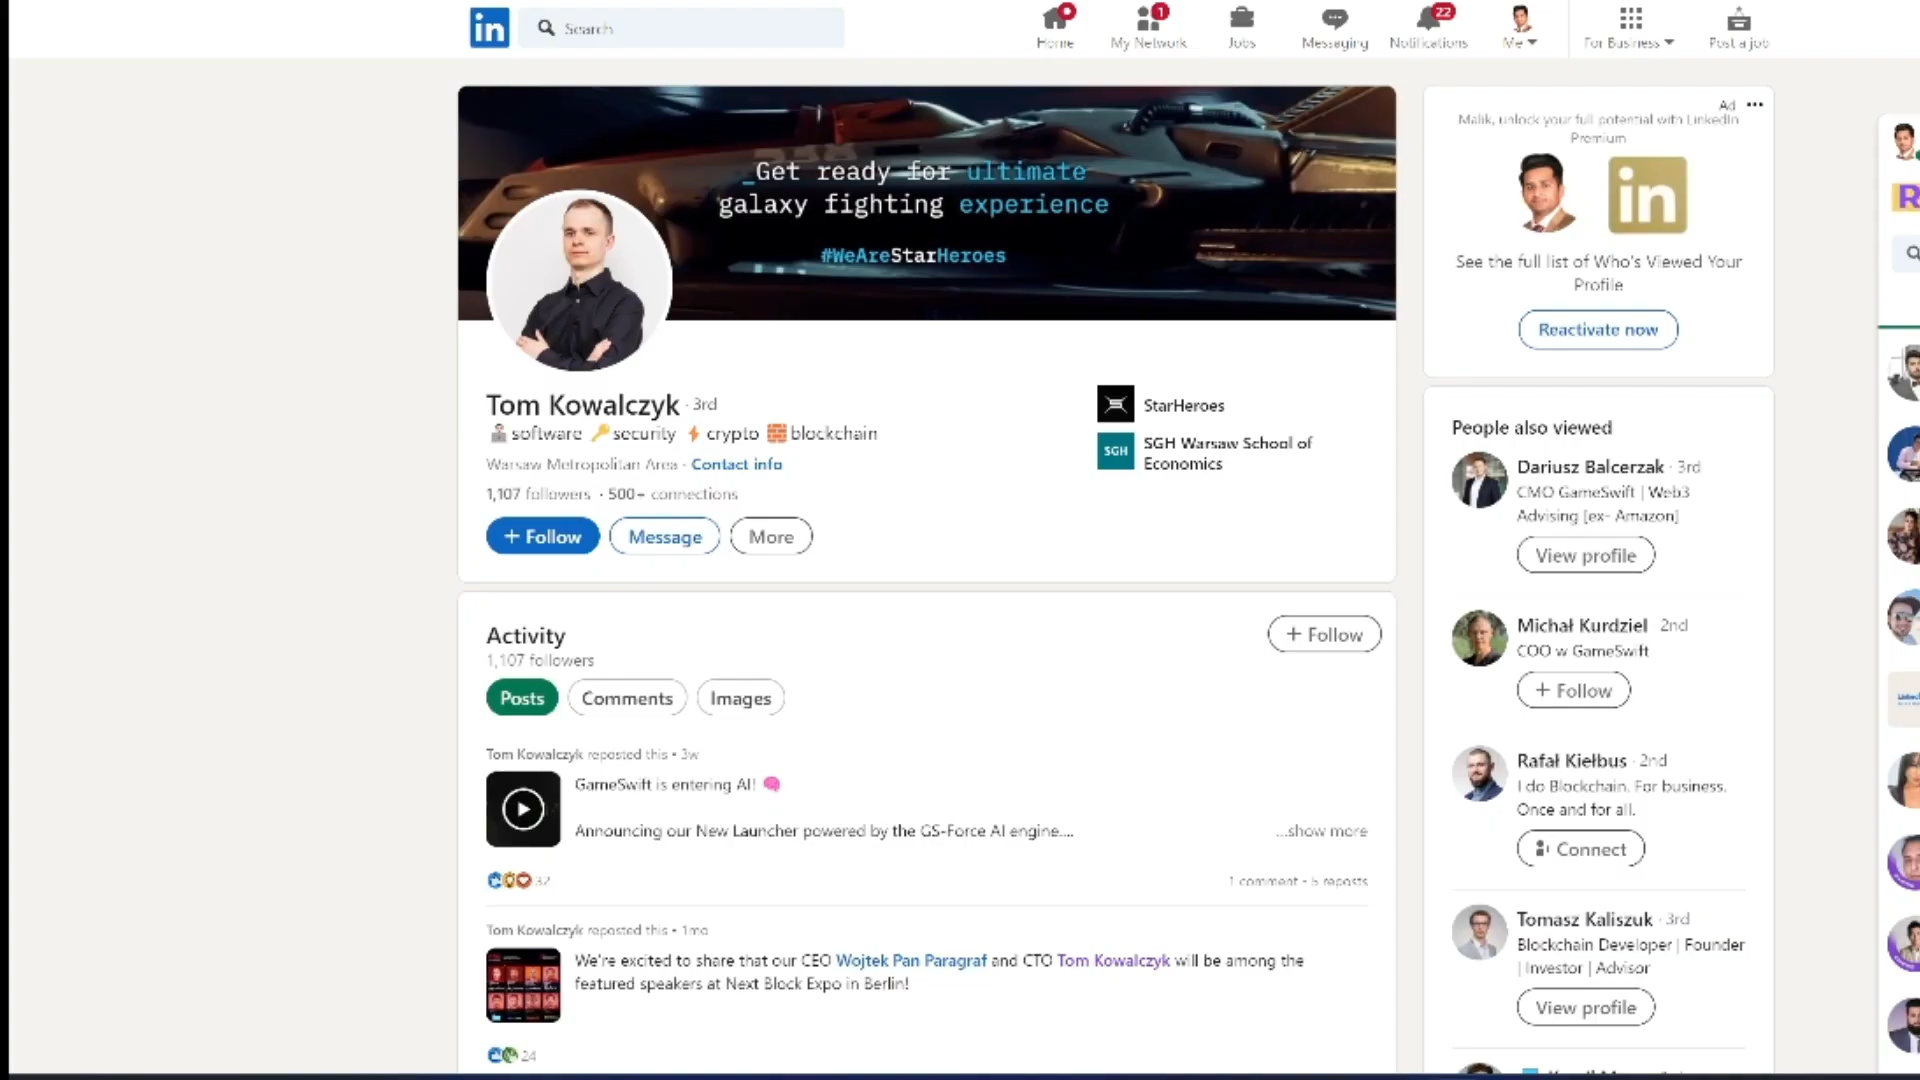 in
Search
Home
1
My Network
Jobs
Messaging
22
Notifications
Me
For Business
Post a job
_Get ready for ultimate
galaxy fighting experience
#WeAreStarHeroes
Tom Kowalczyk · 3rd
software security crypto blockchain
Warsaw Metropolitan Area · Contact info
1,107 followers · 500+ connections
+ Follow
Message
More
StarHeroes
SGH
SGH Warsaw School of
Economics
Activity
1,107 followers
+ Follow
Posts
Comments
Images
Tom Kowalczyk reposted this • 3w
GameSwift is entering AI!
Announcing our New Launcher powered by the GS-Force AI engine....
...show more
32
1 comment • 5 reposts
Tom Kowalczyk reposted this • 1mo
We're excited to share that our CEO Wojtek Pan Paragraf and CTO Tom Kowalczyk will be among the
featured speakers at Next Block Expo in Berlin!
24
Ad ...
Malik, unlock your full potential with LinkedIn
Premium
in
See the full list of Who's Viewed Your
Profile
Reactivate now
People also viewed
Dariusz Balcerzak · 3rd
CMO GameSwift | Web3
Advising [ex- Amazon]
View profile
Michał Kurdziel 2nd
COO w GameSwift
+ Follow
Rafał Kiełbus · 2nd
I do Blockchain. For business.
Once and for all.
Connect
Tomasz Kaliszuk · 3rd
Blockchain Developer | Founder
| Investor | Advisor
View profile
R